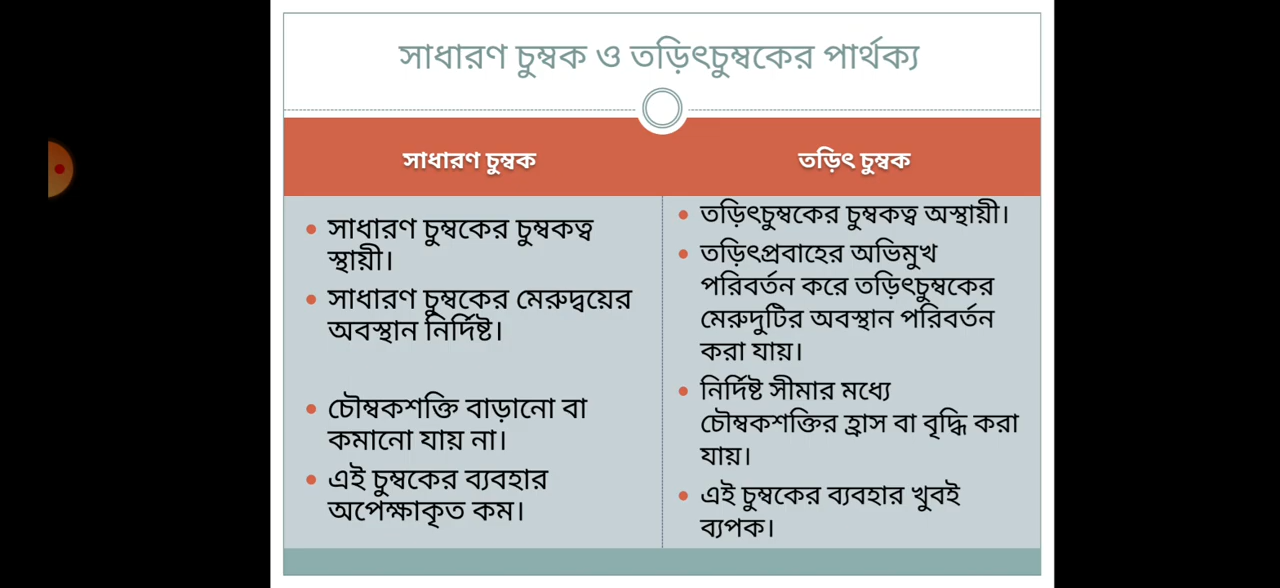 সাধারণ চুম্বক ও তড়িৎচুম্বকের পার্থক্য
সাধারণ চুম্বক
তড়িৎ চুম্বক
সাধারণ চুম্বকের চুম্বকত্ব
স্থায়ী।
সাধারণ চুম্বকের মেরুদ্বয়ের
অবস্থান নির্দিষ্ট।
চৌম্বকশক্তি বাড়ানো বা
কমানো যায় না।
এই চুম্বকের ব্যবহার
অপেক্ষাকৃত কম।
তড়িৎচুম্বকের চুম্বকত্ব অস্থায়ী।
তড়িৎপ্রবাহের অভিমুখ
পরিবর্তন করে তড়িৎচুম্বকের
মেরুদুটির অবস্থান পরিবর্তন
করা যায়।
নির্দিষ্ট সীমার মধ্যে
চৌম্বকশক্তির হ্রাস বা বৃদ্ধি করা
যায়।
এই চুম্বকের ব্যবহার খুবই
ব্যপক।